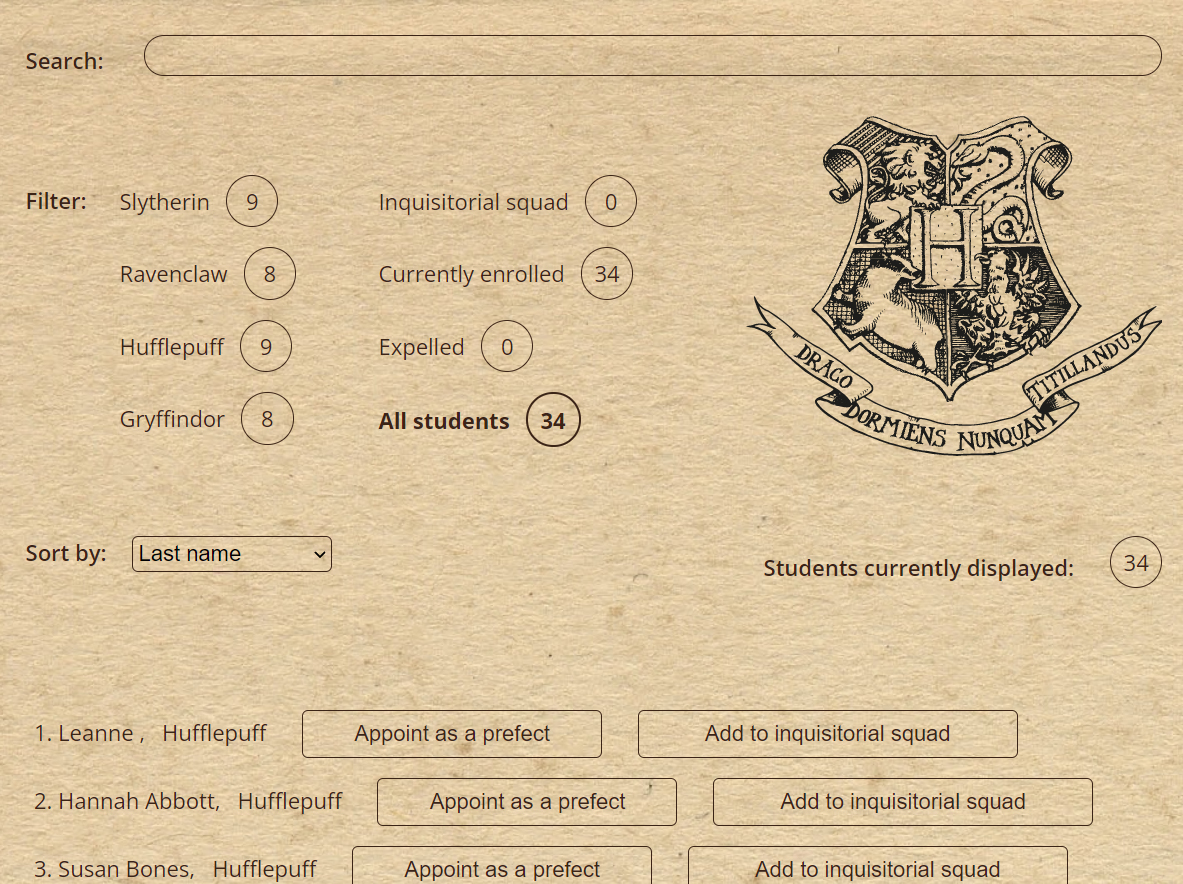 Search:
Filter: Slytherin 9 Inquisitorial squad 0
Ravenclaw 8 Currently enrolled 34
Hufflepuff 9 Expelled 0
Gryffindor 8 All students 34
H
DRACO DORMIENS NUNQUAM TITILLANDUS
Sort by: Last name
Students currently displayed: 34
1. Leanne , Hufflepuff Appoint as a prefect Add to inquisitorial squad
2. Hannah Abbott, Hufflepuff Appoint as a prefect Add to inquisitorial squad
3. Susan Bones, Hufflepuff Appoint as a prefect Add to inquisitorial squad